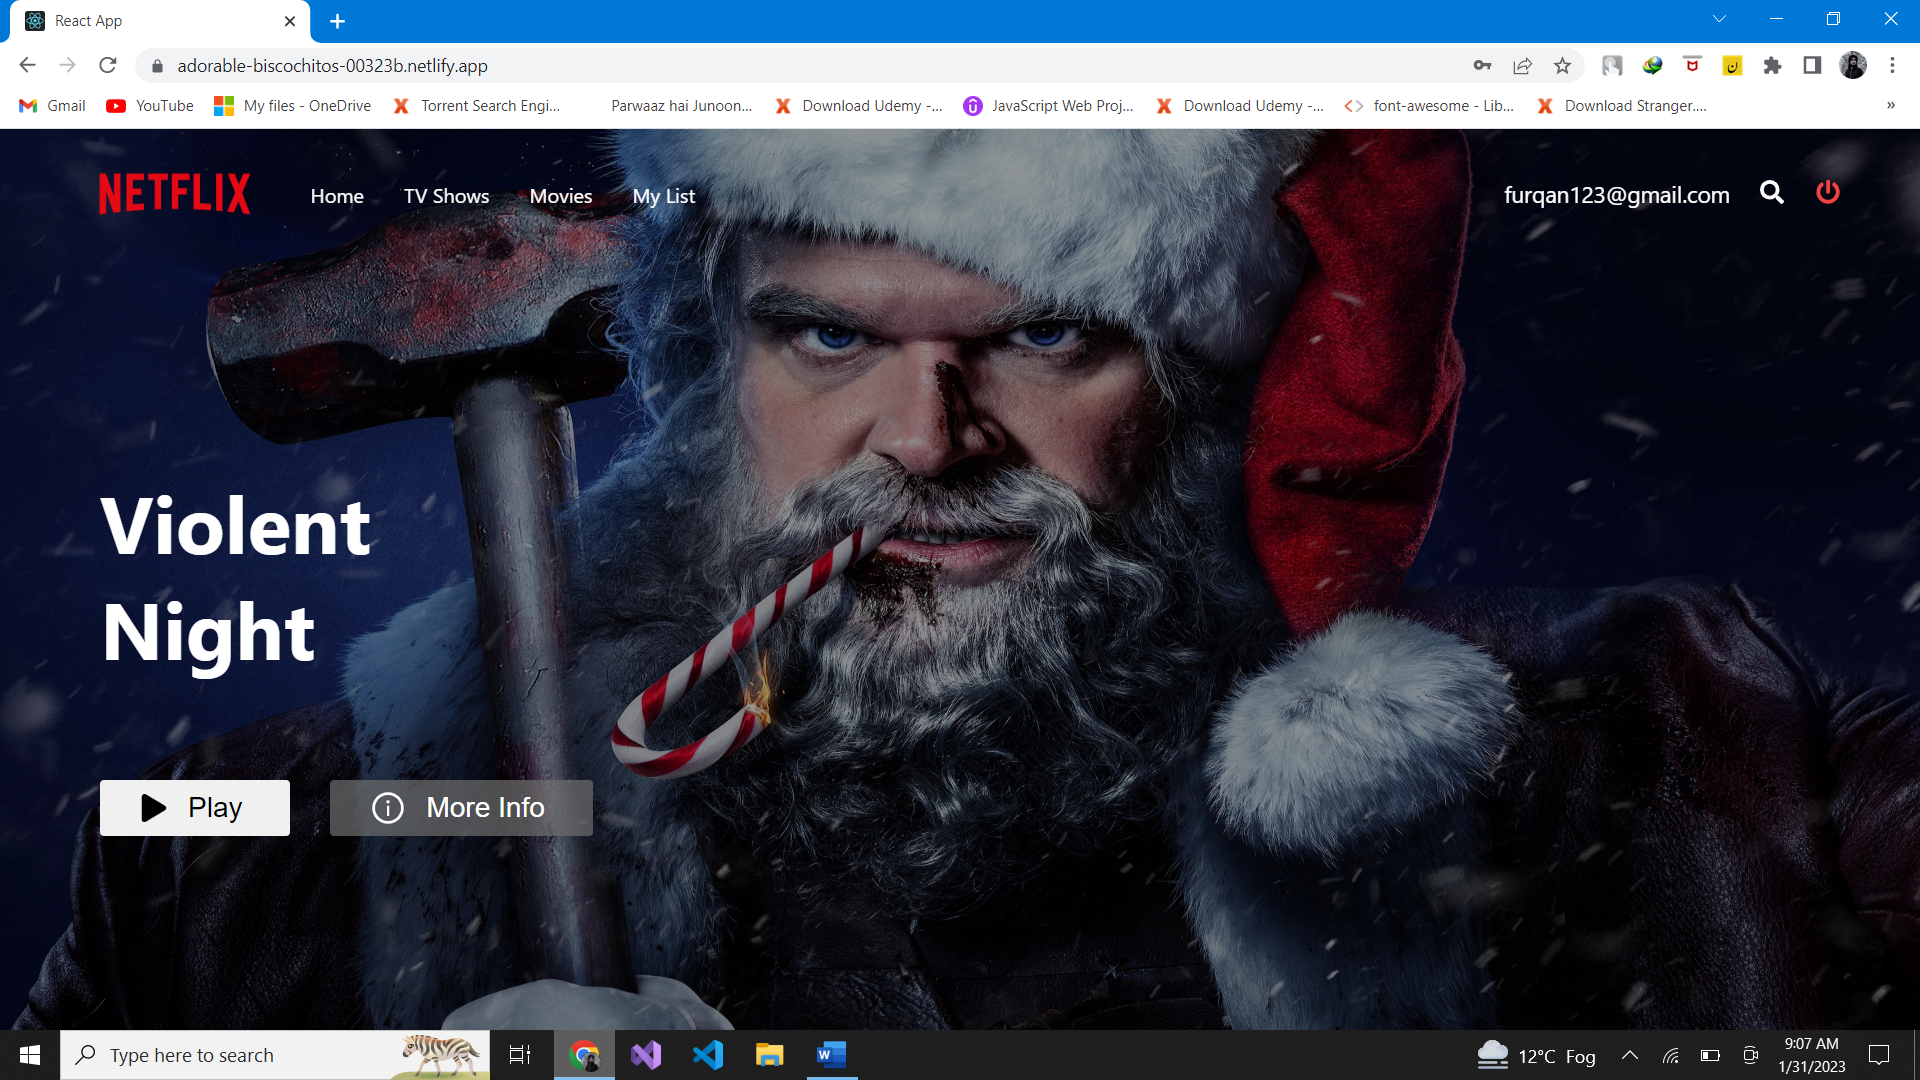 React App
adorable-biscochitos-00323b.netlify.app
Gmail YouTube My files - OneDrive Torrent Search Engi... Parwaaz hai Junoon... Download Udemy -... JavaScript Web Proj... Download Udemy -... font-awesome - Lib... Download Stranger.... »
NETFLIX Home TV Shows Movies My List furqan123@gmail.com
Violent
Night
Play More Info
Type here to search
12°C Fog
9:07 AM
1/31/2023